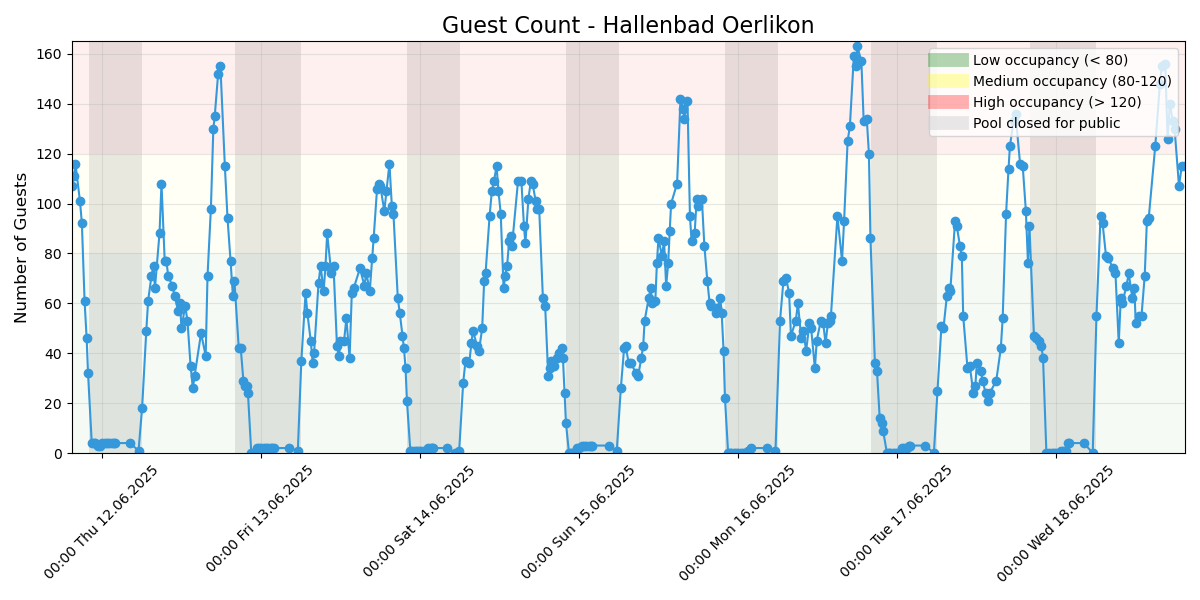 Guest Count - Hallenbad Oerlikon
Number of Guests
160
140
120
100
80
60
40
20
0
Low occupancy (< 80)
Medium occupancy (80-120)
High occupancy (> 120)
Pool closed for public
00:00 Thu 12.06.2025
00:00 Fri 13.06.2025
00:00 Sat 14.06.2025
00:00 Sun 15.06.2025
00:00 Mon 16.06.2025
00:00 Tue 17.06.2025
00:00 Wed 18.06.2025